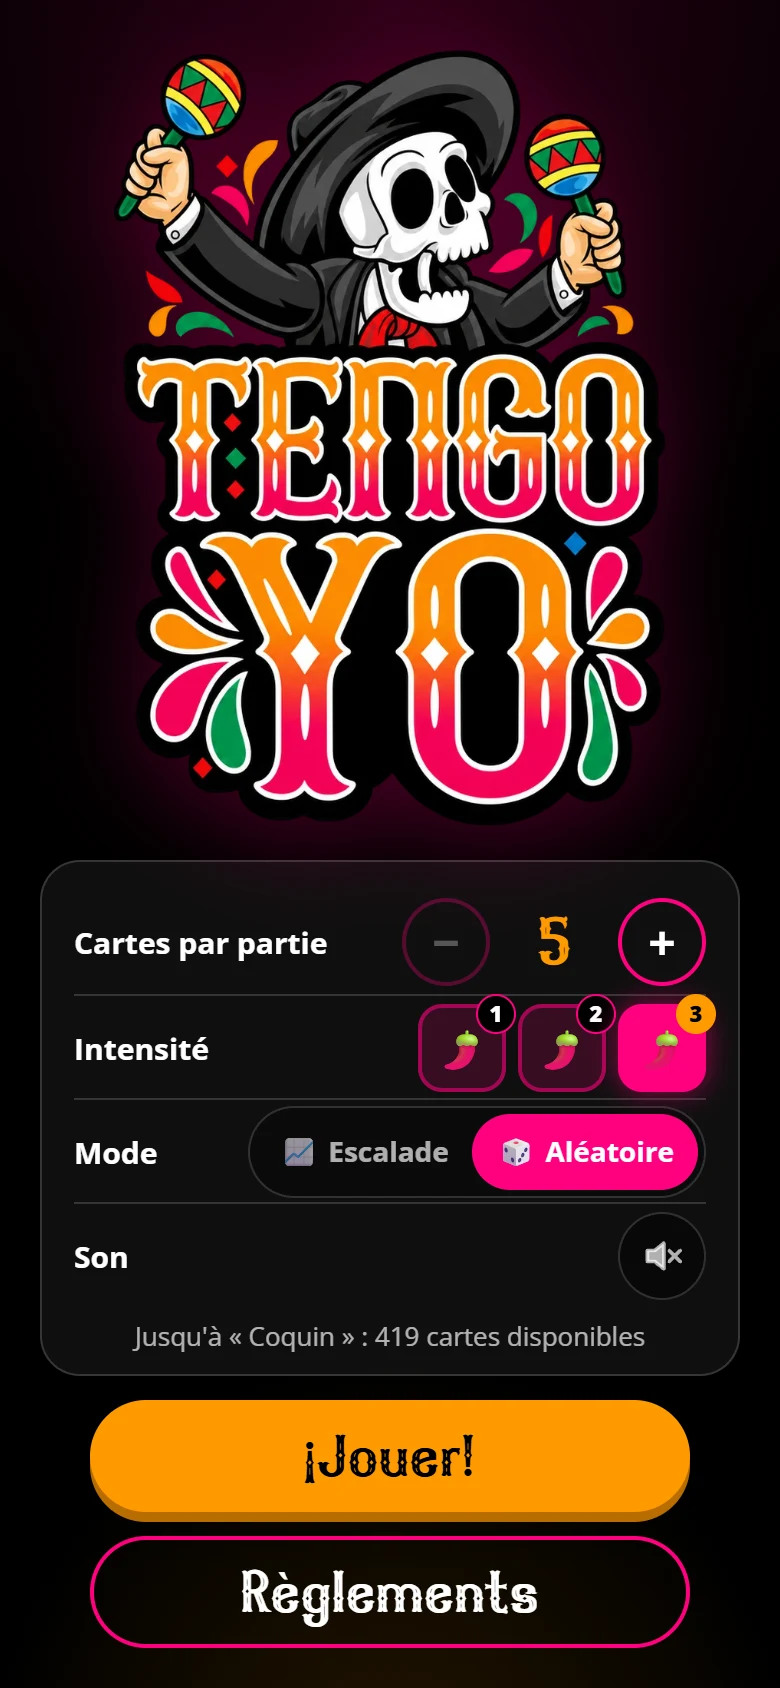 TENGO
YO
Cartes par partie
− 5 +
Intensité
1 2 3
Mode
Escalade Aléatoire
Son
Jusqu'à « Coquin » : 419 cartes disponibles
¡Jouer!
Règlements